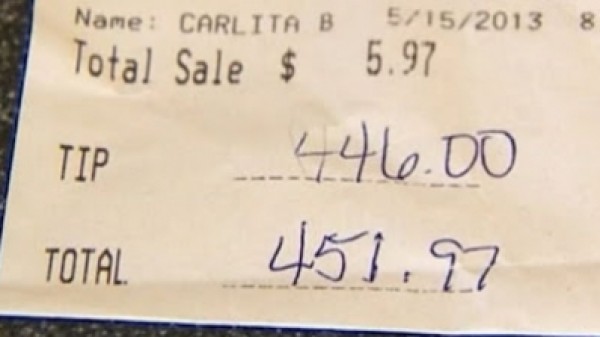 Name: CARLITA B 5/15/2013 8
Total Sale $ 5.97
TIP 446.00
TOTAL 451.97